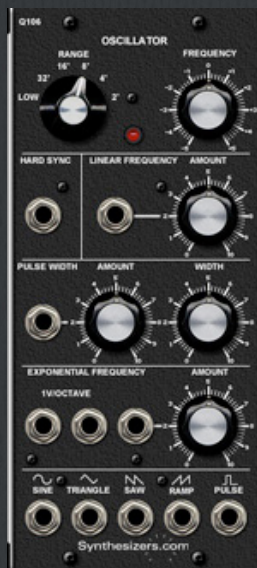 Q106
OSCILLATOR
RANGE FREQUENCY
16' 8'
32' 4'
LOW 2'
HARD SYNC LINEAR FREQUENCY AMOUNT
PULSE WIDTH AMOUNT WIDTH
EXPONENTIAL FREQUENCY AMOUNT
1V/OCTAVE
SINE TRIANGLE SAW RAMP PULSE
Synthesizers.com